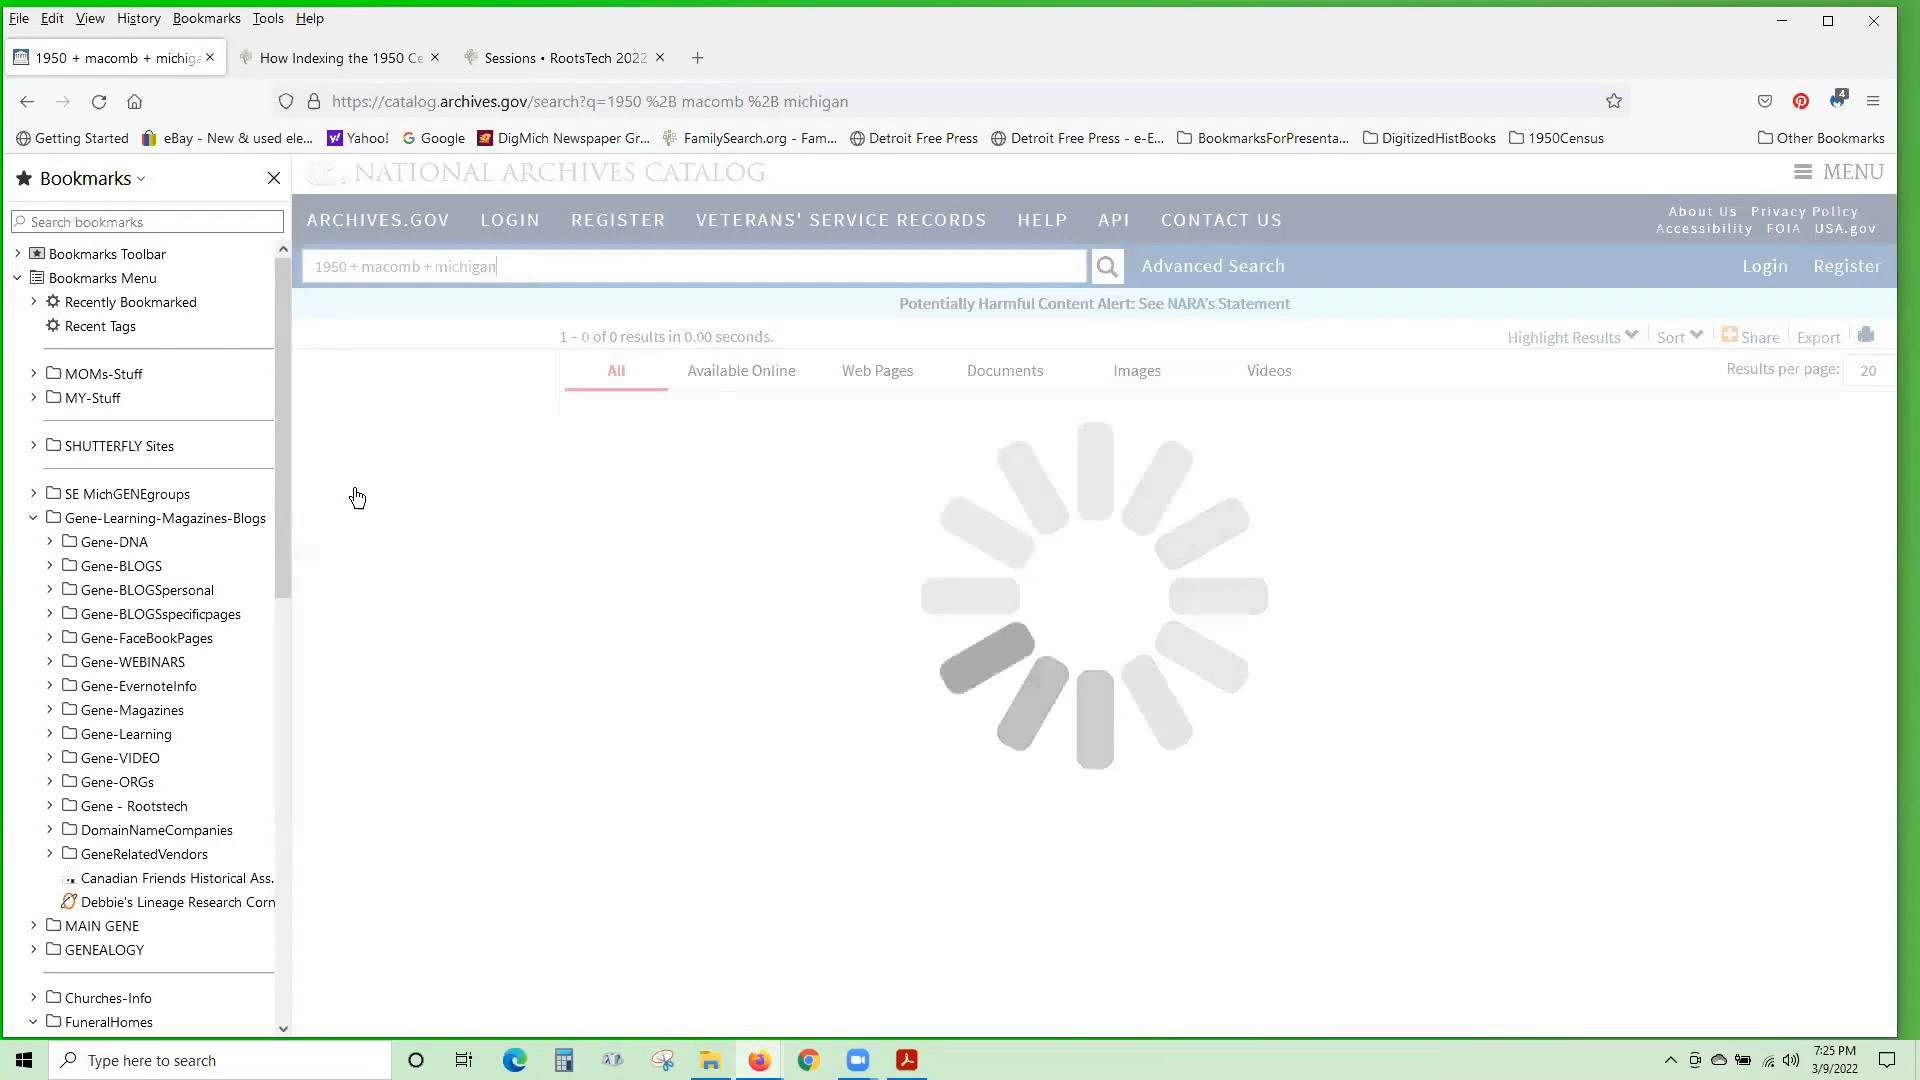 File Edit View History Bookmarks Tools Help
1950 + macomb + michiga
How Indexing the 1950 Ce
Sessions • RootsTech 2022
https://catalog.archives.gov/search?q=1950 %2B macomb %2B michigan
4
Getting Started
eBay - New & used ele...
Yahoo!
Google
DigMich Newspaper Gr...
FamilySearch.org - Fam...
Detroit Free Press
Detroit Free Press - e-E...
BookmarksForPresenta...
DigitizedHistBooks
1950Census
Other Bookmarks
Bookmarks
Search bookmarks
Bookmarks Toolbar
Bookmarks Menu
Recently Bookmarked
Recent Tags
MOMs-Stuff
MY-Stuff
SHUTTERFLY Sites
SE MichGENEgroups
Gene-Learning-Magazines-Blogs
Gene-DNA
Gene-BLOGS
Gene-BLOGSpersonal
Gene-BLOGSspecificpages
Gene-FaceBookPages
Gene-WEBINARS
Gene-EvernoteInfo
Gene-Magazines
Gene-Learning
Gene-VIDEO
Gene-ORGs
Gene - Rootstech
DomainNameCompanies
GeneRelatedVendors
Canadian Friends Historical Ass.
Debbie's Lineage Research Corn
MAIN GENE
GENEALOGY
Churches-Info
FuneralHomes
NATIONAL ARCHIVES CATALOG
MENU
ARCHIVES.GOV LOGIN REGISTER VETERANS' SERVICE RECORDS HELP API CONTACT US
About Us Privacy Policy
Accessibility FOIA USA.gov
1950 + macomb + michigan
Advanced Search
Login Register
Potentially Harmful Content Alert: See NARA's Statement
1 - 0 of 0 results in 0.00 seconds.
Highlight Results Sort Share Export
All Available Online Web Pages Documents Images Videos
Results per page: 20
Type here to search
7:25 PM
3/9/2022